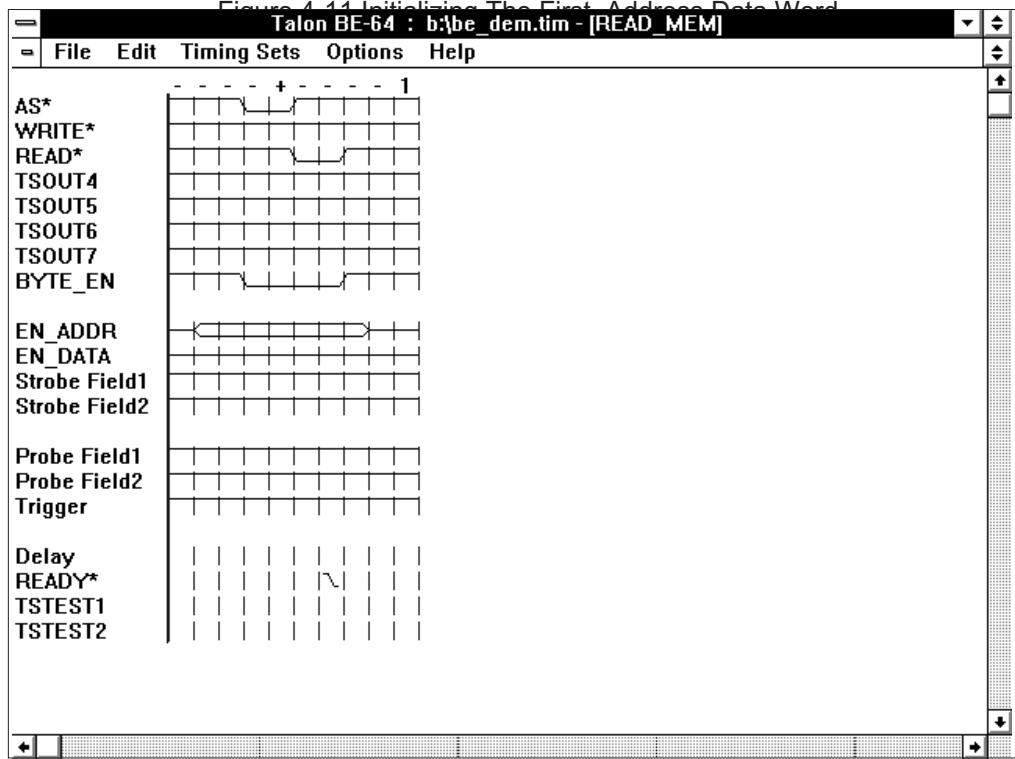 Figure 4-11 Initializing The First Address Data Word
Talon BE-64 : b:\be_dem.tim - [READ_MEM]
File Edit Timing Sets Options Help
- - - - + - - - - 1
AS*
WRITE*
READ*
TSOUT4
TSOUT5
TSOUT6
TSOUT7
BYTE_EN
EN_ADDR
EN_DATA
Strobe Field1
Strobe Field2
Probe Field1
Probe Field2
Trigger
Delay
READY*
TSTEST1
TSTEST2